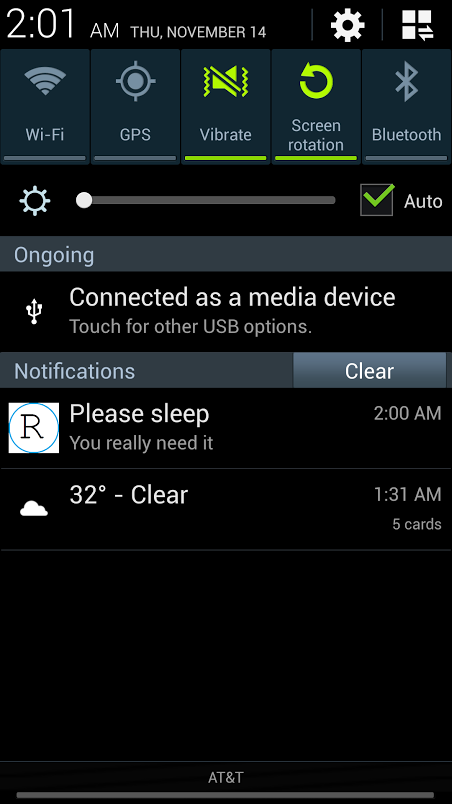 2:01 AM THU, NOVEMBER 14
Wi-Fi GPS Vibrate Screen rotation Bluetooth
Auto
Ongoing
Connected as a media device
Touch for other USB options.
Notifications Clear
R Please sleep 2:00 AM
You really need it
32° - Clear 1:31 AM
5 cards
AT&T